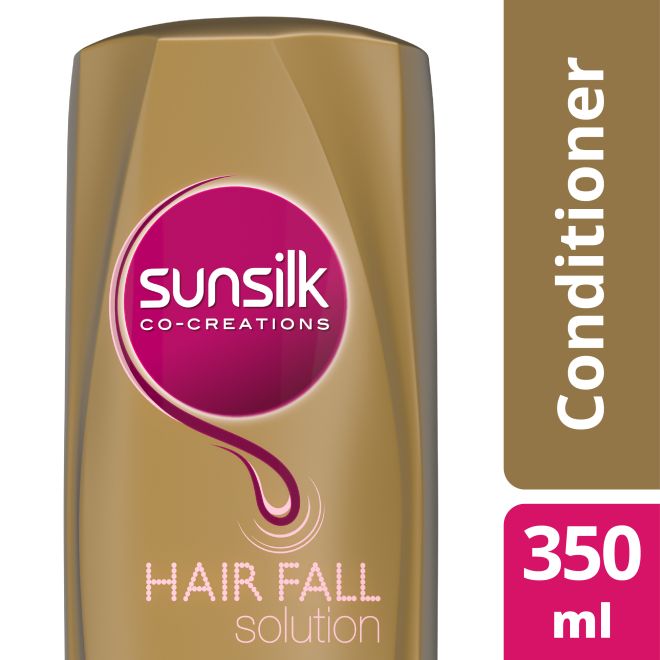 sunsilk
CO-CREATIONS
HAIR FALL
solution
Conditioner
350
ml